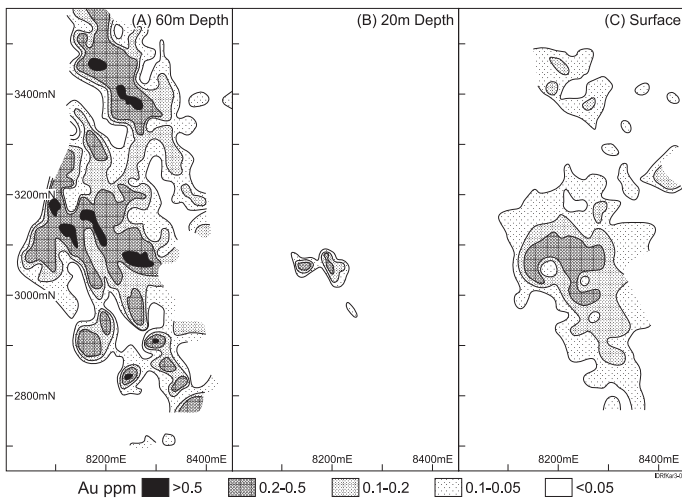 (A) 60m Depth
(B) 20m Depth
(C) Surface
3400mN
3200mN
3000mN
2800mN
8200mE
8400mE
8200mE
8200mE
8400mE
Au ppm >0.5 0.2-0.5 0.1-0.2 0.1-0.05 <0.05